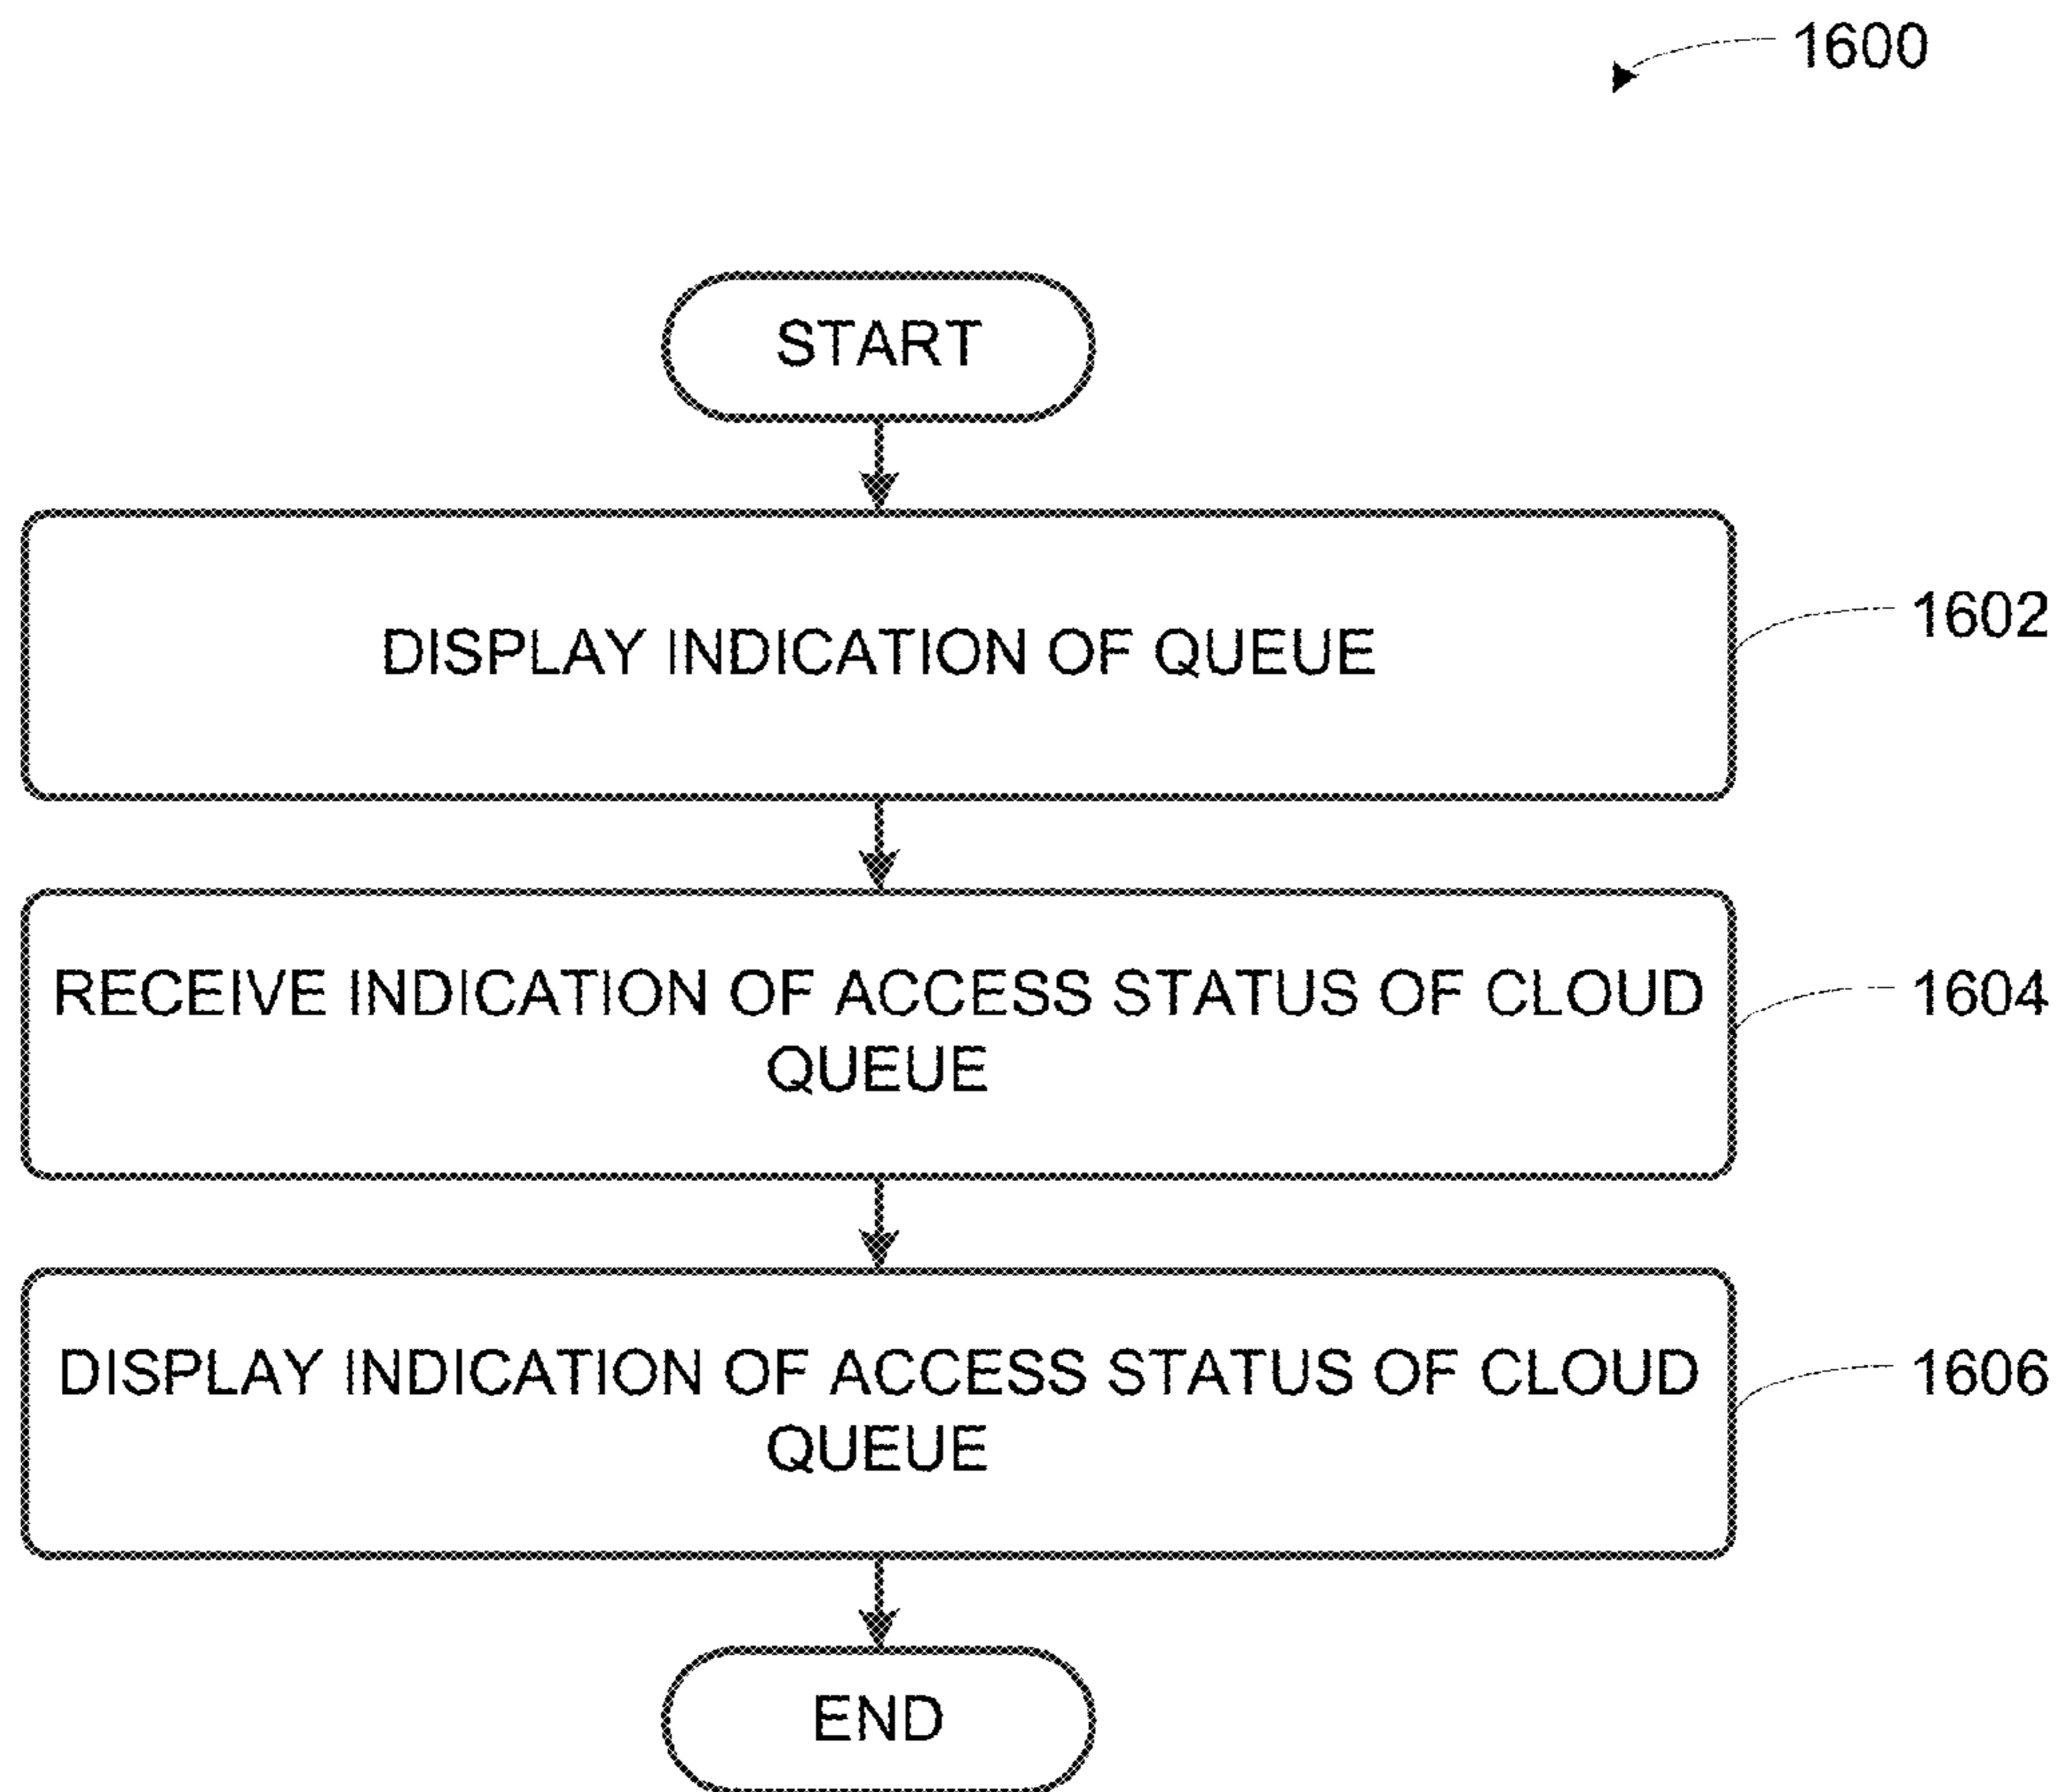 1600
START
DISPLAY INDICATION OF QUEUE
1602
RECEIVE INDICATION OF ACCESS STATUS OF CLOUD
QUEUE
1604
DISPLAY INDICATION OF ACCESS STATUS OF CLOUD
QUEUE
1606
END